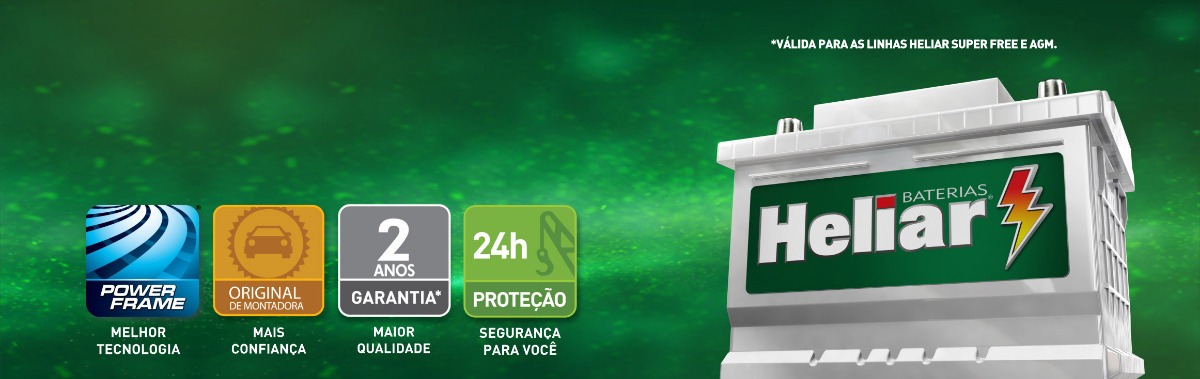 *VÁLIDA PARA AS LINHAS HELIAR SUPER FREE E AGM.
BATERIAS
Heliar®
POWER
FRAME®
MELHOR
TECNOLOGIA
ORIGINAL
DE MONTADORA
MAIS
CONFIANÇA
2
ANOS
GARANTIA*
MAIOR
QUALIDADE
24h
PROTEÇÃO
SEGURANÇA
PARA VOCÊ